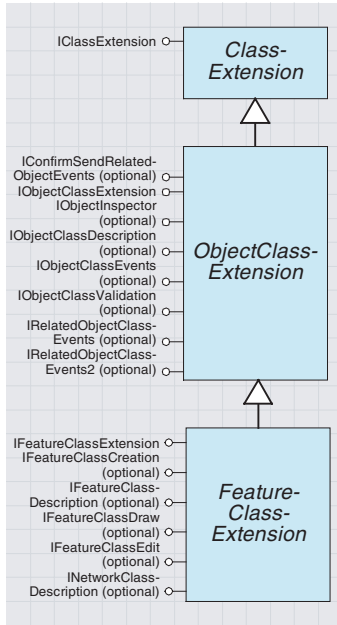 IClassExtension
Class-
Extension
IConfirmSendRelated-
ObjectEvents (optional)
IObjectClassExtension
IObjectInspector
(optional)
IObjectClassDescription
(optional)
IObjectClassEvents
(optional)
IObjectClassValidation
(optional)
IRelatedObjectClass-
Events (optional)
IRelatedObjectClass-
Events2 (optional)
ObjectClass-
Extension
IFeatureClassExtension
IFeatureClassCreation
(optional)
IFeatureClass-
Description (optional)
IFeatureClassDraw
(optional)
IFeatureClassEdit
(optional)
INetworkClass-
Description (optional)
Feature-
Class-
Extension